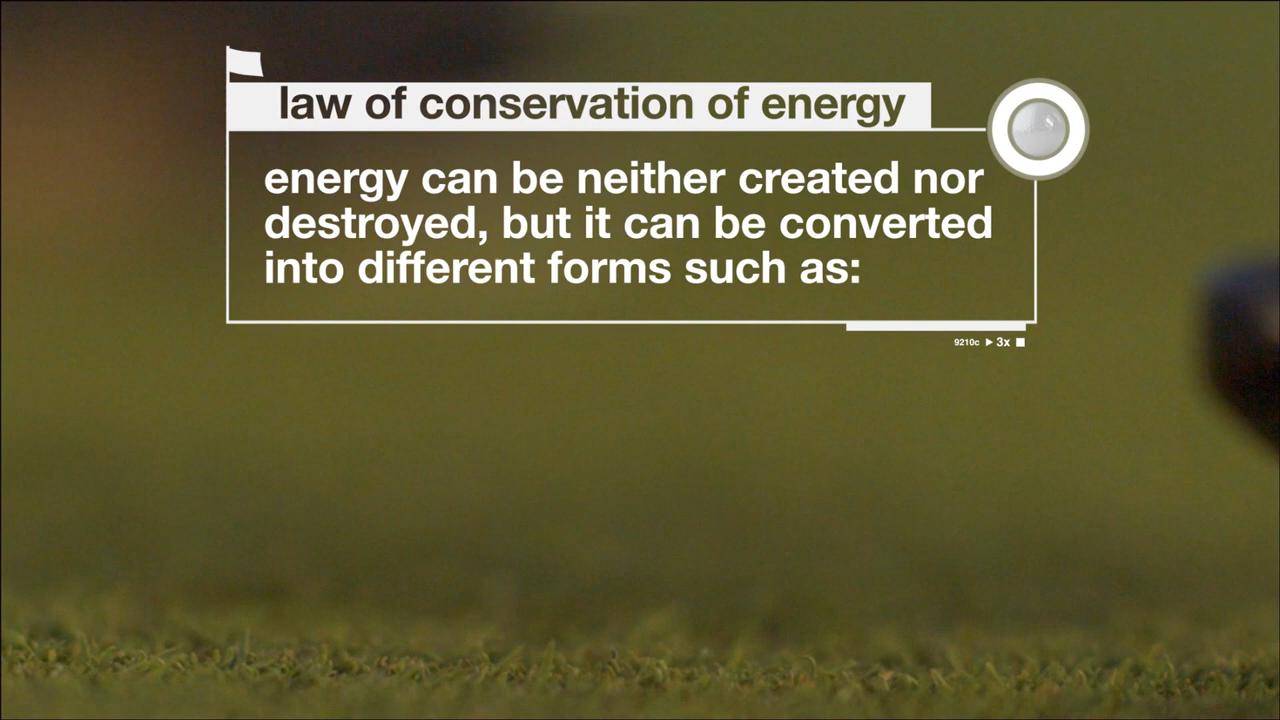 law of conservation of energy
energy can be neither created nor
destroyed, but it can be converted
into different forms such as:
9210c ▶ 3x ■